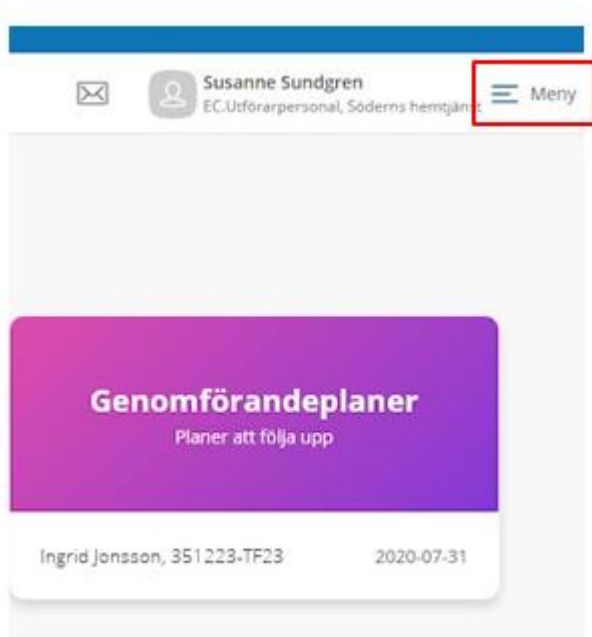 Susanne Sundgren
EC.Utförarpersonal, Söderns hemtjänst
Meny
Genomförandeplaner
Planer att följa upp
Ingrid Jonsson, 351223-TF23
2020-07-31